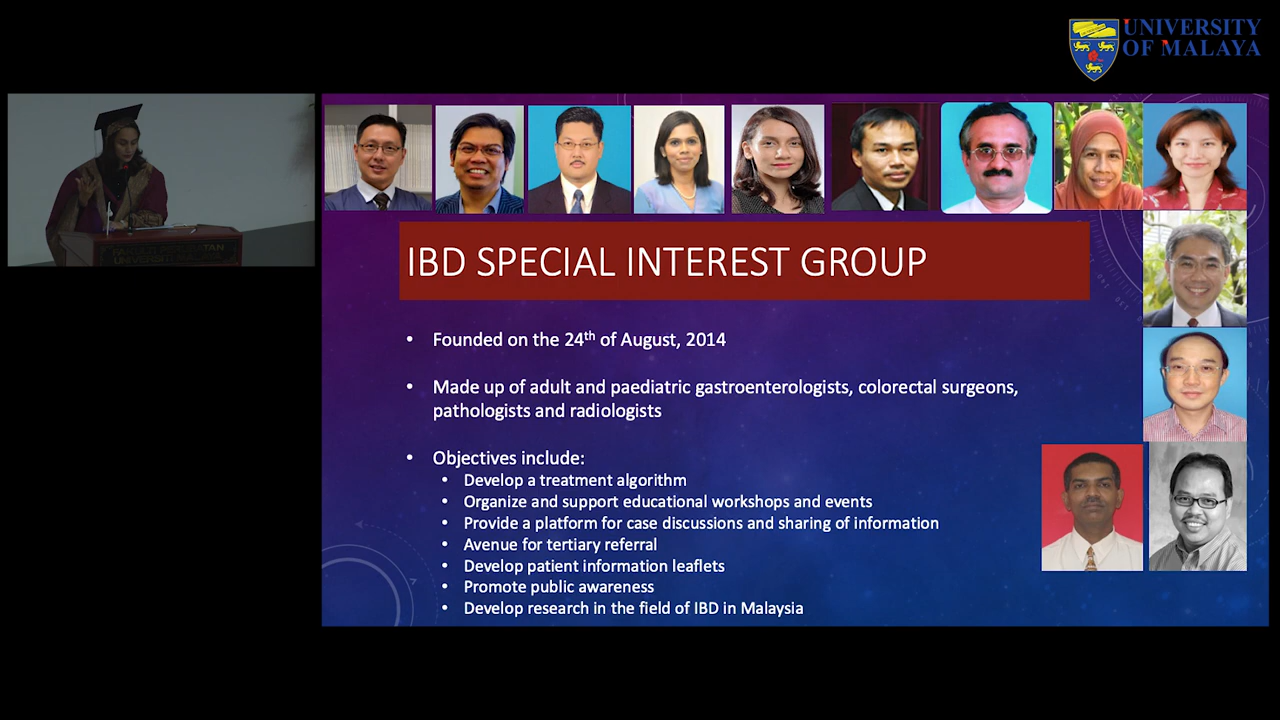 UNIVERSITY
OF MALAYA
IBD SPECIAL INTEREST GROUP
• Founded on the 24th of August, 2014
• Made up of adult and paediatric gastroenterologists, colorectal surgeons,
pathologists and radiologists
• Objectives include:
• Develop a treatment algorithm
• Organize and support educational workshops and events
• Provide a platform for case discussions and sharing of information
• Avenue for tertiary referral
• Develop patient information leaflets
• Promote public awareness
• Develop research in the field of IBD in Malaysia